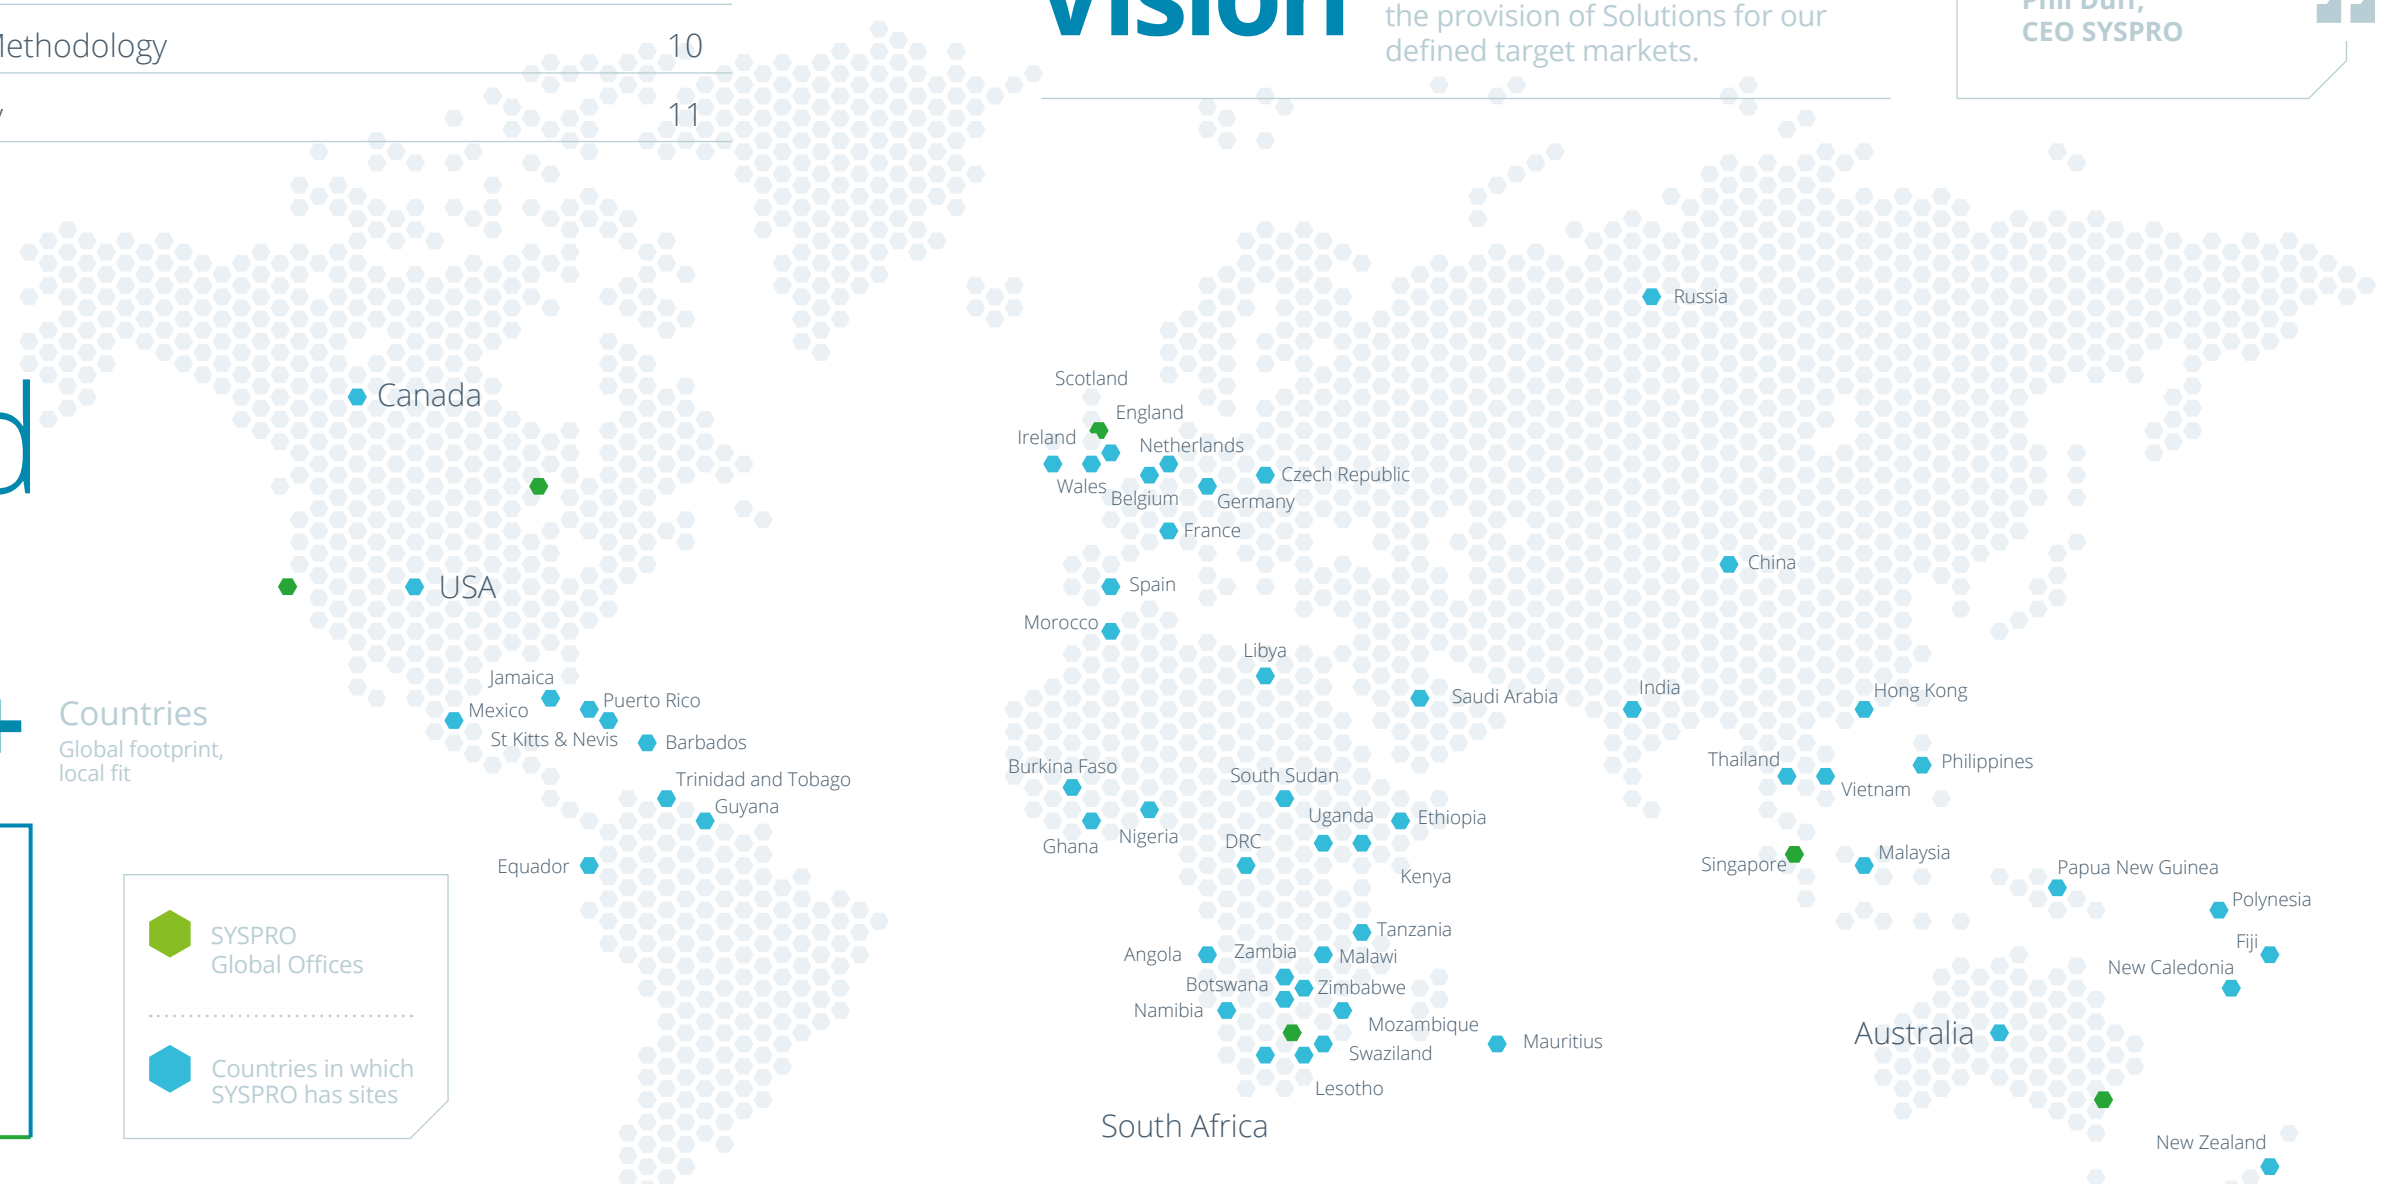 Methodology 10
11
Vision
the provision of Solutions for our
defined target markets.
Phil Duff,
CEO SYSPRO
Countries
Global footprint,
local fit
SYSPRO
Global Offices
Countries in which
SYSPRO has sites
Canada
USA
Jamaica
Mexico
Puerto Rico
St Kitts & Nevis
Barbados
Trinidad and Tobago
Guyana
Equador
Scotland
England
Ireland
Netherlands
Wales
Belgium
Germany
Czech Republic
France
Spain
Morocco
Libya
Saudi Arabia
Russia
China
India
Hong Kong
Thailand
Vietnam
Philippines
Singapore
Malaysia
Burkina Faso
Ghana
Nigeria
South Sudan
Uganda
Ethiopia
DRC
Kenya
Tanzania
Angola
Zambia
Malawi
Botswana
Zimbabwe
Namibia
Mozambique
Swaziland
Mauritius
Lesotho
South Africa
Papua New Guinea
Polynesia
Fiji
New Caledonia
Australia
New Zealand